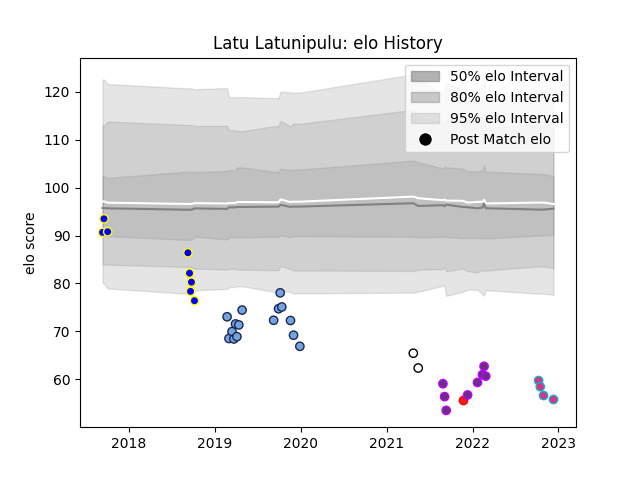 Latu Latunipulu: elo History
50% elo Interval
80% elo Interval
95% elo Interval
Post Match elo
elo score
120
110
100
90
80
70
60
2018 2019 2020 2021 2022 2023